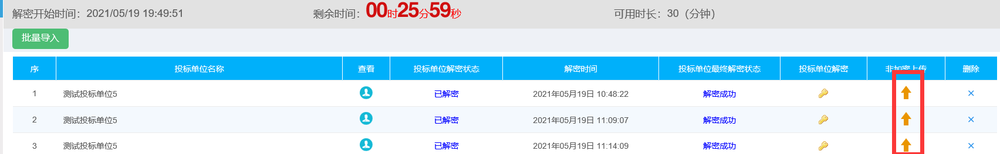 解密开始时间：2021/05/19 19:49:51 剩余时间：00时25分59秒 可用时长：30（分钟）
批量导入
序 投标单位名称 查看 投标单位解密状态 解密时间 投标单位最终解密状态 投标单位解密 非加密上传 删除
1 测试投标单位5 已解密 2021年05月19日 10:48:22 解密成功
2 测试投标单位5 已解密 2021年05月19日 11:09:07 解密成功
3 测试投标单位5 已解密 2021年05月19日 11:14:09 解密成功